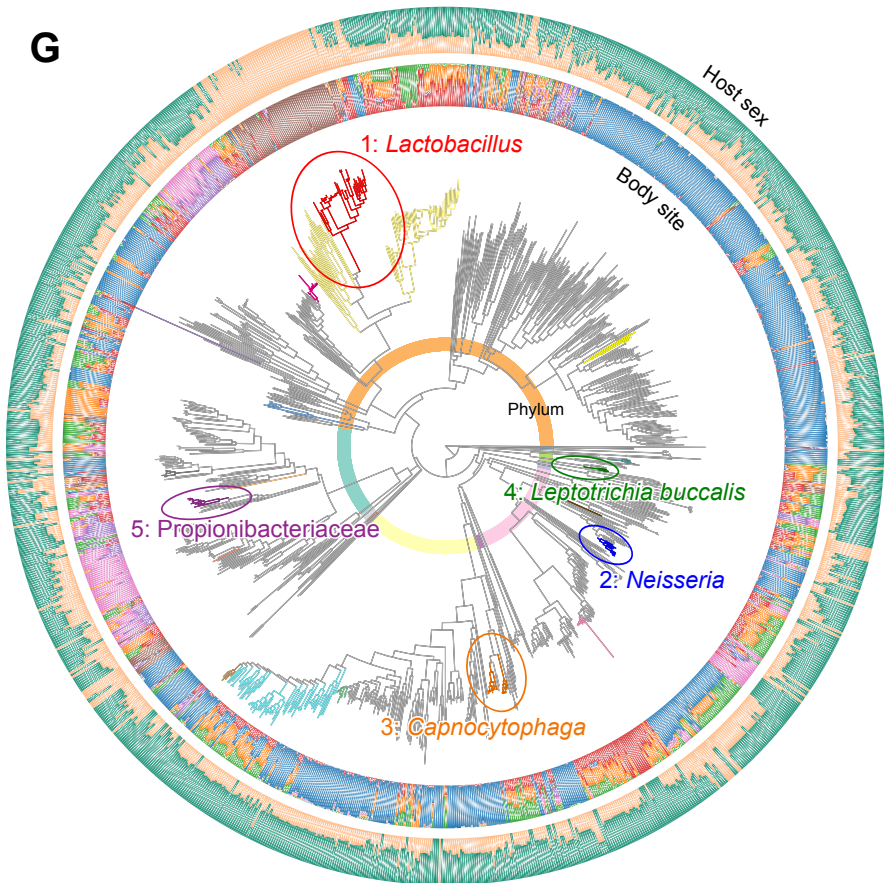 G
Host sex
1: Lactobacillus
Body site
Phylum
4: Leptotrichia buccalis
5: Propionibacteriaceae
2: Neisseria
3: Capnocytophaga